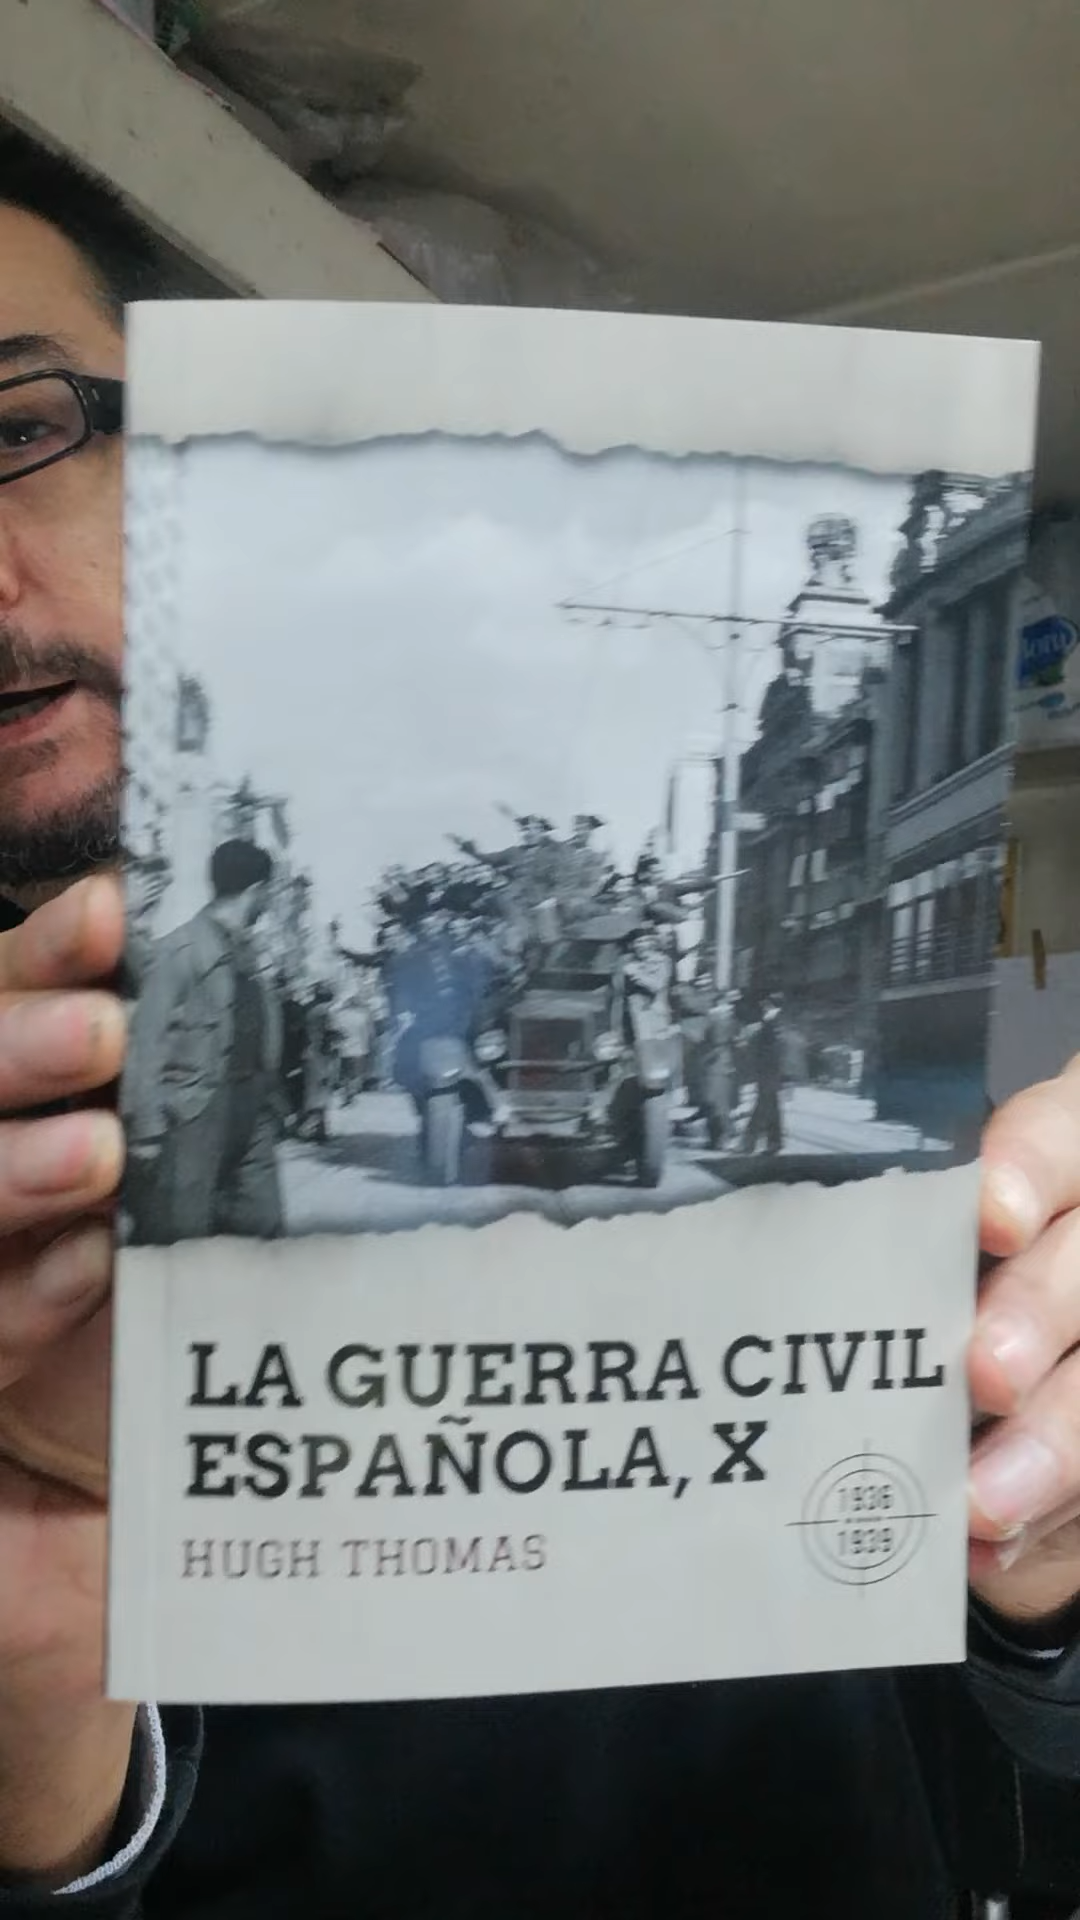 LA GUERRA CIVIL
ESPAÑOLA, X
HUGH THOMAS
1936
1939